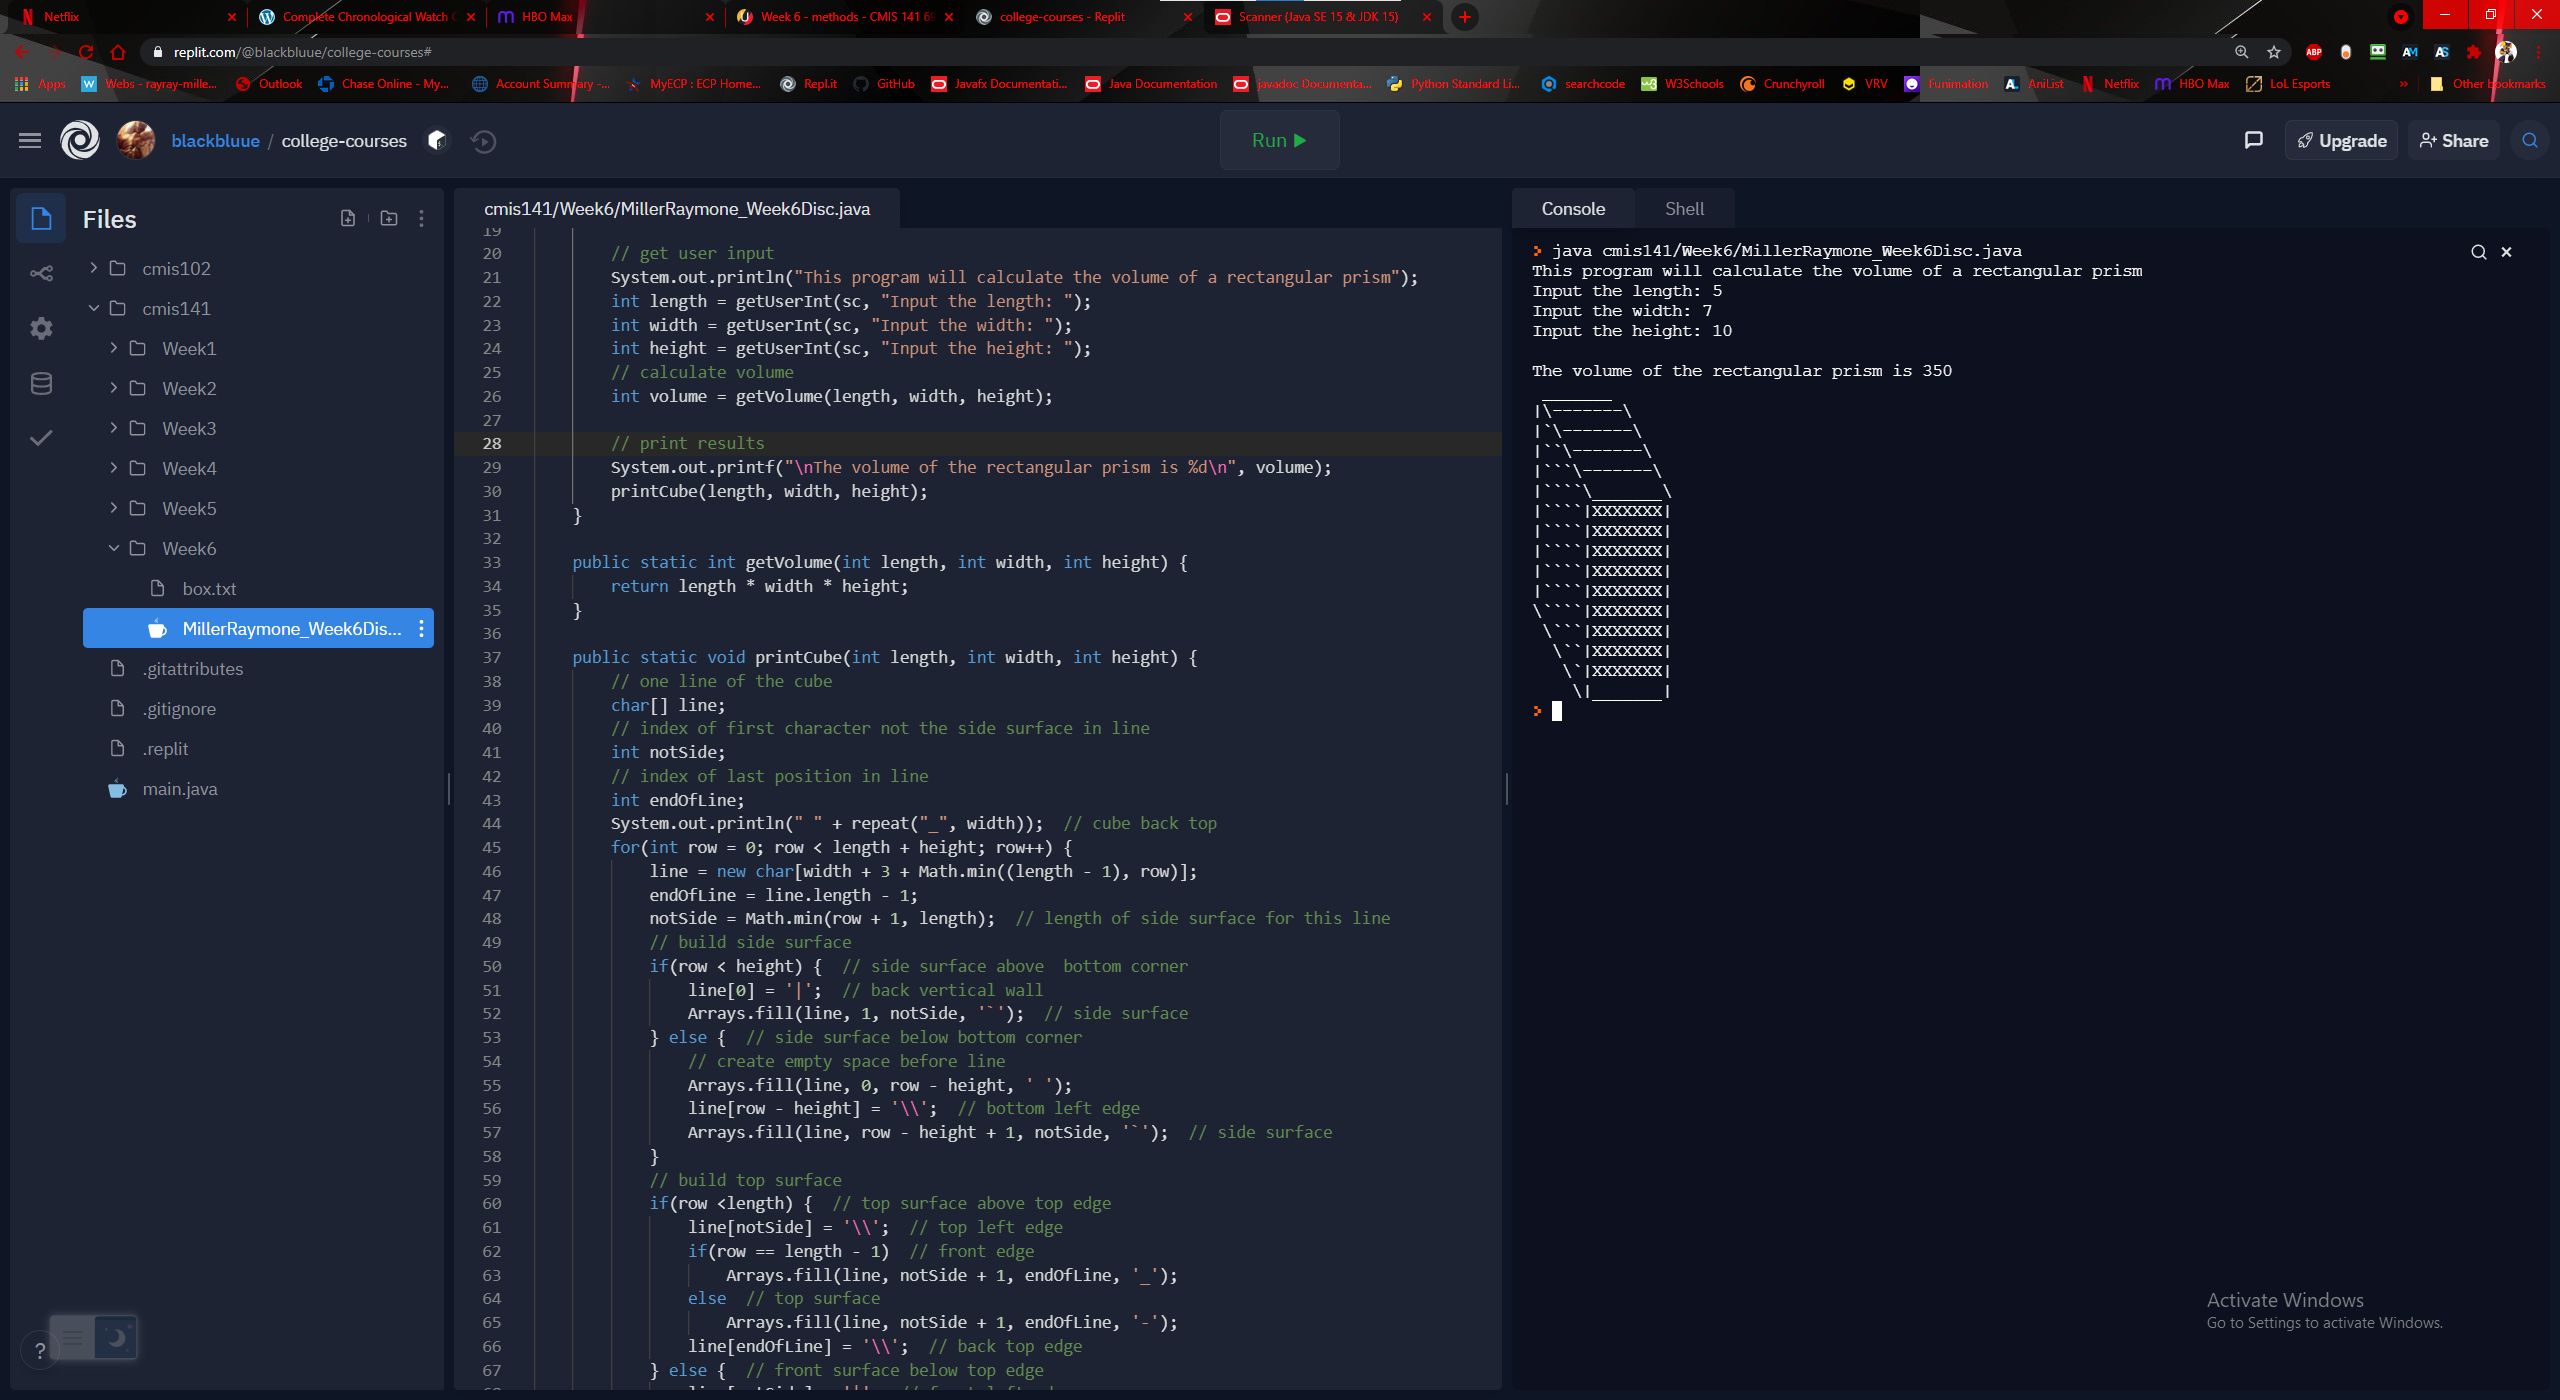 Netflix
Complete Chronological Watch
HBO Max
Week 6 - methods - CMIS 141 69
college-courses - Replit
Scanner (Java SE 15 & JDK 15)
replit.com/@blackbluue/college-courses#
Apps
Webs - rayray-mille...
Outlook
Chase Online - My...
Account Summary -...
MyECP : ECP Home...
RepLit
GitHub
Javafx Documentati...
Java Documentation
javadoc Documenta...
Python Standard Li...
searchcode
W3Schools
Crunchyroll
VRV
Funimation
AniList
Netflix
HBO Max
LoL Esports
»
Other bookmarks
blackbluue / college-courses
Run
Upgrade
Share
Files
cmis102
cmis141
Week1
Week2
Week3
Week4
Week5
Week6
box.txt
MillerRaymone_Week6Dis...
.gitattributes
.gitignore
.replit
main.java
?
cmis141/Week6/MillerRaymone_Week6Disc.java
19
20 // get user input
21 System.out.println("This program will calculate the volume of a rectangular prism");
22 int length = getUserInt(sc, "Input the length: ");
23 int width = getUserInt(sc, "Input the width: ");
24 int height = getUserInt(sc, "Input the height: ");
25 // calculate volume
26 int volume = getVolume(length, width, height);
27
28 // print results
29 System.out.printf("\nThe volume of the rectangular prism is %d\n", volume);
30 printCube(length, width, height);
31 }
32
33 public static int getVolume(int length, int width, int height) {
34 return length * width * height;
35 }
36
37 public static void printCube(int length, int width, int height) {
38 // one line of the cube
39 char[] line;
40 // index of first character not the side surface in line
41 int notSide;
42 // index of last position in line
43 int endOfLine;
44 System.out.println(" " + repeat("_", width));  // cube back top
45 for(int row = 0; row < length + height; row++) {
46 line = new char[width + 3 + Math.min((length - 1), row)];
47 endOfLine = line.length - 1;
48 notSide = Math.min(row + 1, length);  // length of side surface for this line
49 // build side surface
50 if(row < height) {  // side surface above  bottom corner
51 line[0] = '|';  // back vertical wall
52 Arrays.fill(line, 1, notSide, '`');  // side surface
53 } else {  // side surface below bottom corner
54 // create empty space before line
55 Arrays.fill(line, 0, row - height, ' ');
56 line[row - height] = '\\';  // bottom left edge
57 Arrays.fill(line, row - height + 1, notSide, '`');  // side surface
58 }
59 // build top surface
60 if(row <length) {  // top surface above top edge
61 line[notSide] = '\\';  // top left edge
62 if(row == length - 1)  // front edge
63 Arrays.fill(line, notSide + 1, endOfLine, '_');
64 else  // top surface
65 Arrays.fill(line, notSide + 1, endOfLine, '-');
66 line[endOfLine] = '\\';  // back top edge
67 } else {  // front surface below top edge
Console
Shell
> java cmis141/Week6/MillerRaymone_Week6Disc.java
This program will calculate the volume of a rectangular prism
Input the length: 5
Input the width: 7
Input the height: 10
The volume of the rectangular prism is 350
 _______
|\-------\
|`\-------\
|``\-------\
|```\-------\
|````\_______\
|````|XXXXXXX|
|````|XXXXXXX|
|````|XXXXXXX|
|````|XXXXXXX|
|````|XXXXXXX|
\````|XXXXXXX|
 \```|XXXXXXX|
  \``|XXXXXXX|
   \`|XXXXXXX|
    \|_______|
>
Activate Windows
Go to Settings to activate Windows.